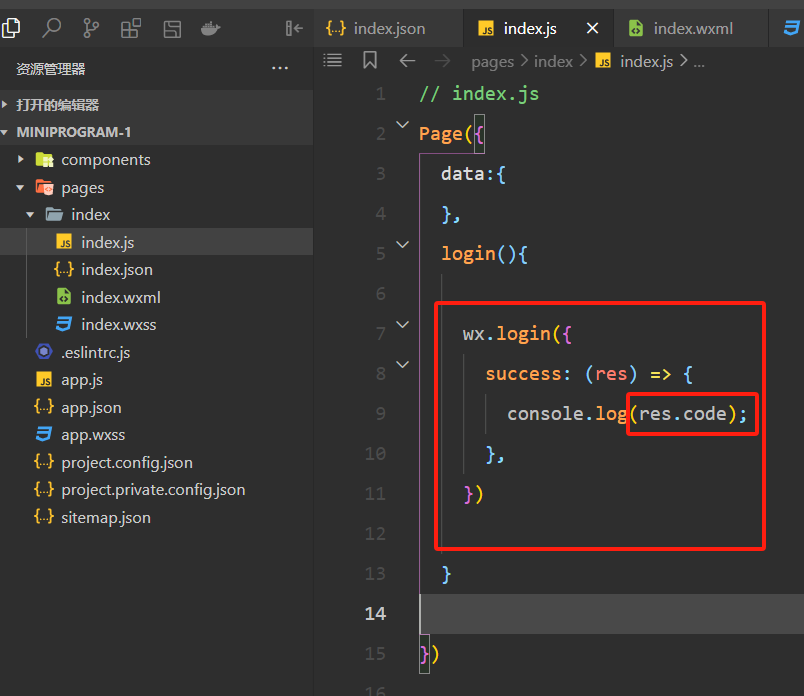 index.json
index.js
index.wxml
资源管理器
pages > index > index.js > ...
打开的编辑器
MINIPROGRAM-1
components
pages
index
index.js
index.json
index.wxml
index.wxss
.eslintrc.js
app.js
app.json
app.wxss
project.config.json
project.private.config.json
sitemap.json
1 // index.js
2 Page({
3 data:{
4 },
5 login(){
6
7 wx.login({
8 success: (res) => {
9 console.log(res.code);
10 },
11 })
12
13 }
14
15 })
16